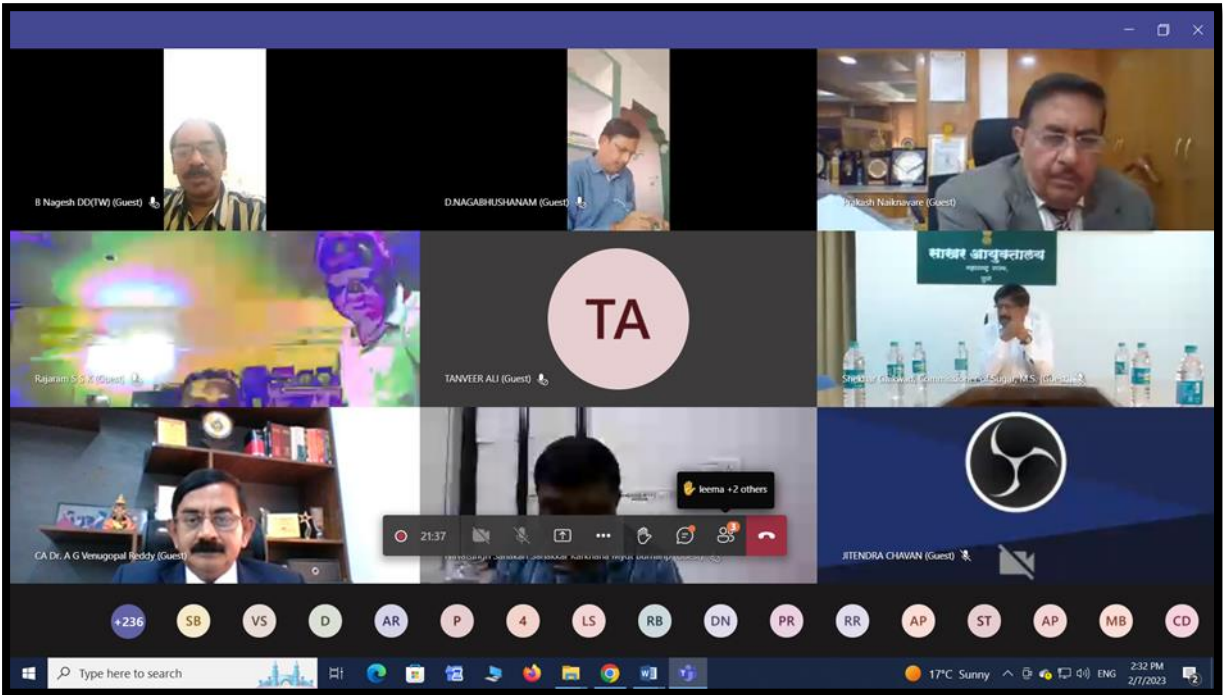 B Nagesh DD(TW) (Guest)
D.NAGABHUSHANAM (Guest)
Prakash Naiknavare (Guest)
साखर आयुक्तालय
महाराष्ट्र राज्य,
पुणे
Rajaram S S K (Guest)
TA
TANVEER ALI (Guest)
Shekhar Gaikwad, Commissioner of Sugar, M.S. (Guest)
leema +2 others
3
21:37
CA Dr. A G Venugopal Reddy (Guest)
JITENDRA CHAVAN (Guest)
+236
SB
VS
D
AR
P
4
LS
RB
DN
PR
RR
AP
ST
AP
MB
CD
Type here to search
17°C Sunny
ENG
2:32 PM
2/7/2023
2